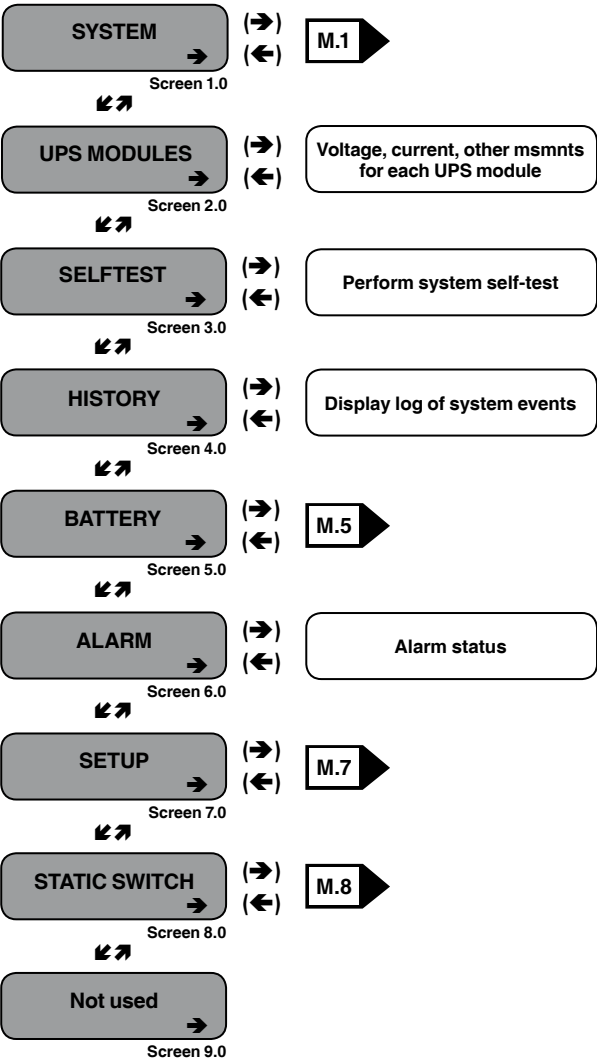 SYSTEM
➔
(➔)
(🡰)
M.1
Screen 1.0
UPS MODULES
➔
(➔)
(🡰)
Voltage, current, other msmnts
for each UPS module
Screen 2.0
SELFTEST
➔
(➔)
(🡰)
Perform system self-test
Screen 3.0
HISTORY
➔
(➔)
(🡰)
Display log of system events
Screen 4.0
BATTERY
➔
(➔)
(🡰)
M.5
Screen 5.0
ALARM
➔
(➔)
(🡰)
Alarm status
Screen 6.0
SETUP
➔
(➔)
(🡰)
M.7
Screen 7.0
STATIC SWITCH
➔
(➔)
(🡰)
M.8
Screen 8.0
Not used
➔
Screen 9.0